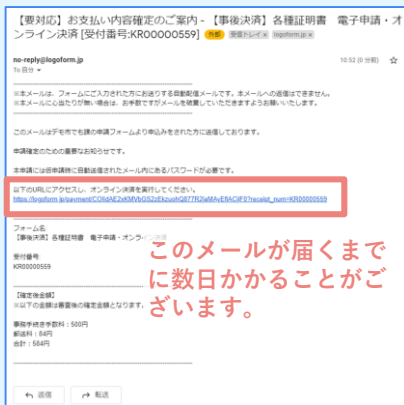 【要対応】お支払い内容確定のご案内 - 【事後決済】各種証明書　電子申請・オ
ンライン決済 [受付番号:KR00000559] 外部 受信トレイ× logoform.jp×
no-reply@logoform.jp
10:52 (0 分前)
To 自分
※本メールは、フォームにご入力された方にお送りする自動配信メールです。本メールへの返信はできません。
※本メールに心当たりが無い場合は、お手数ですがメールを破棄していただきますようお願いいたします。
このメールはデモ市でも課の申請フォームより申込みをされた方に送信しております。
申請確定のための重要なお知らせです。
本申請には仮申請時に自動送信されたメール内にあるパスワードが必要です。
以下のURLにアクセスし、オンライン決済を実行してください。
フォーム名
【事後決済】各種証明書　電子申請・オンライン決済
受付番号
KR00000559
【確定後金額】
※以下の金額は審査後の確定金額となります。
事務手続き手数料：500円
郵送料：84円
合計：584円
このメールが届くまで
に数日かかることがご
ざいます。
返信
転送